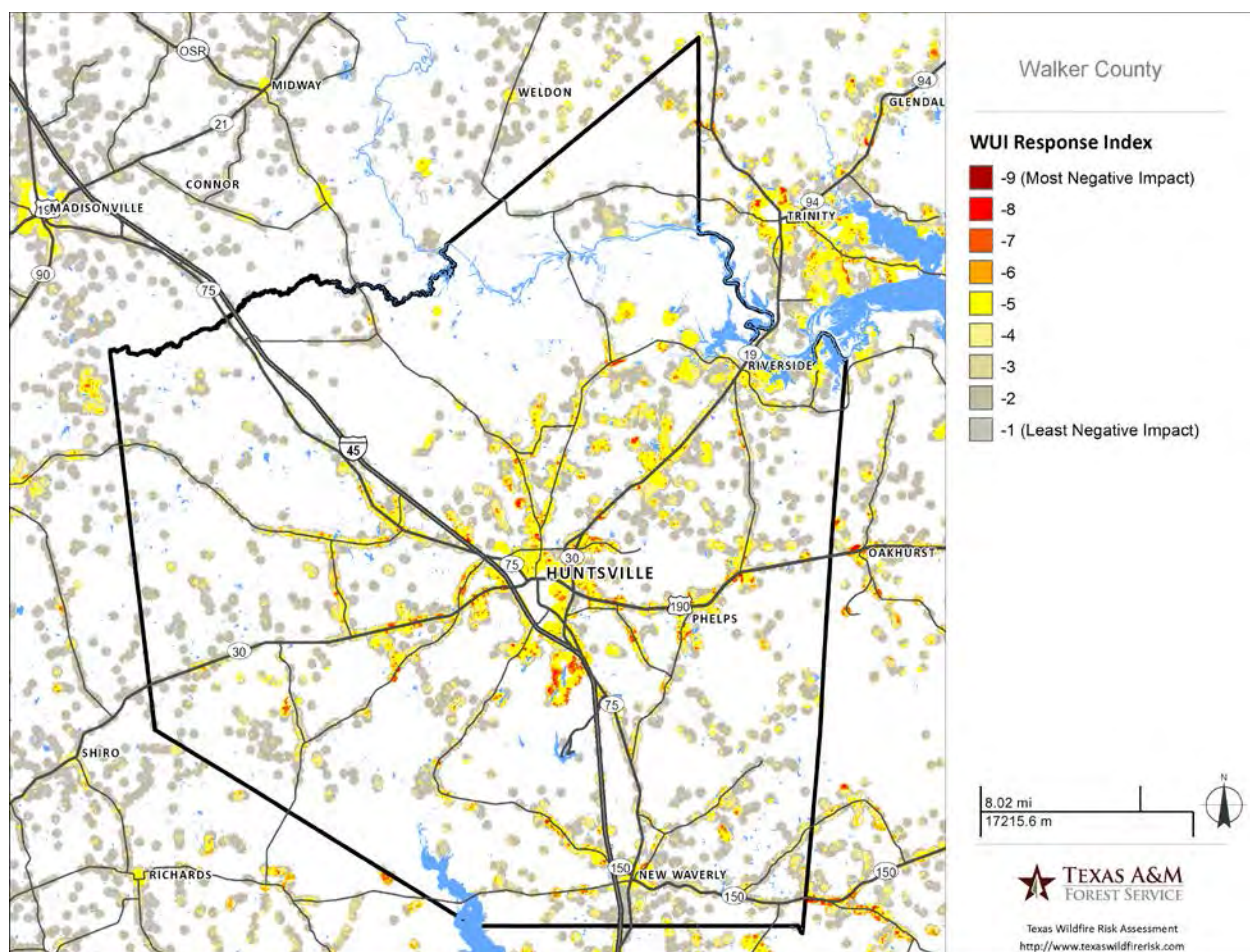 OSR
MIDWAY
WELDON
94
GLENDAL
21
CONNOR
19
MADISONVILLE
94
TRINITY
90
75
19
RIVERSIDE
45
75
30
HUNTSVILLE
OAKHURST
190
PHELPS
30
75
SHIRO
150
NEW WAVERLY
150
150
RICHARDS
Walker County
WUI Response Index
-9 (Most Negative Impact)
-8
-7
-6
-5
-4
-3
-2
-1 (Least Negative Impact)
8.02 mi
17215.6 m
N
TEXAS A&M
FOREST SERVICE
Texas Wildfire Risk Assessment
http://www.texaswildfirerisk.com